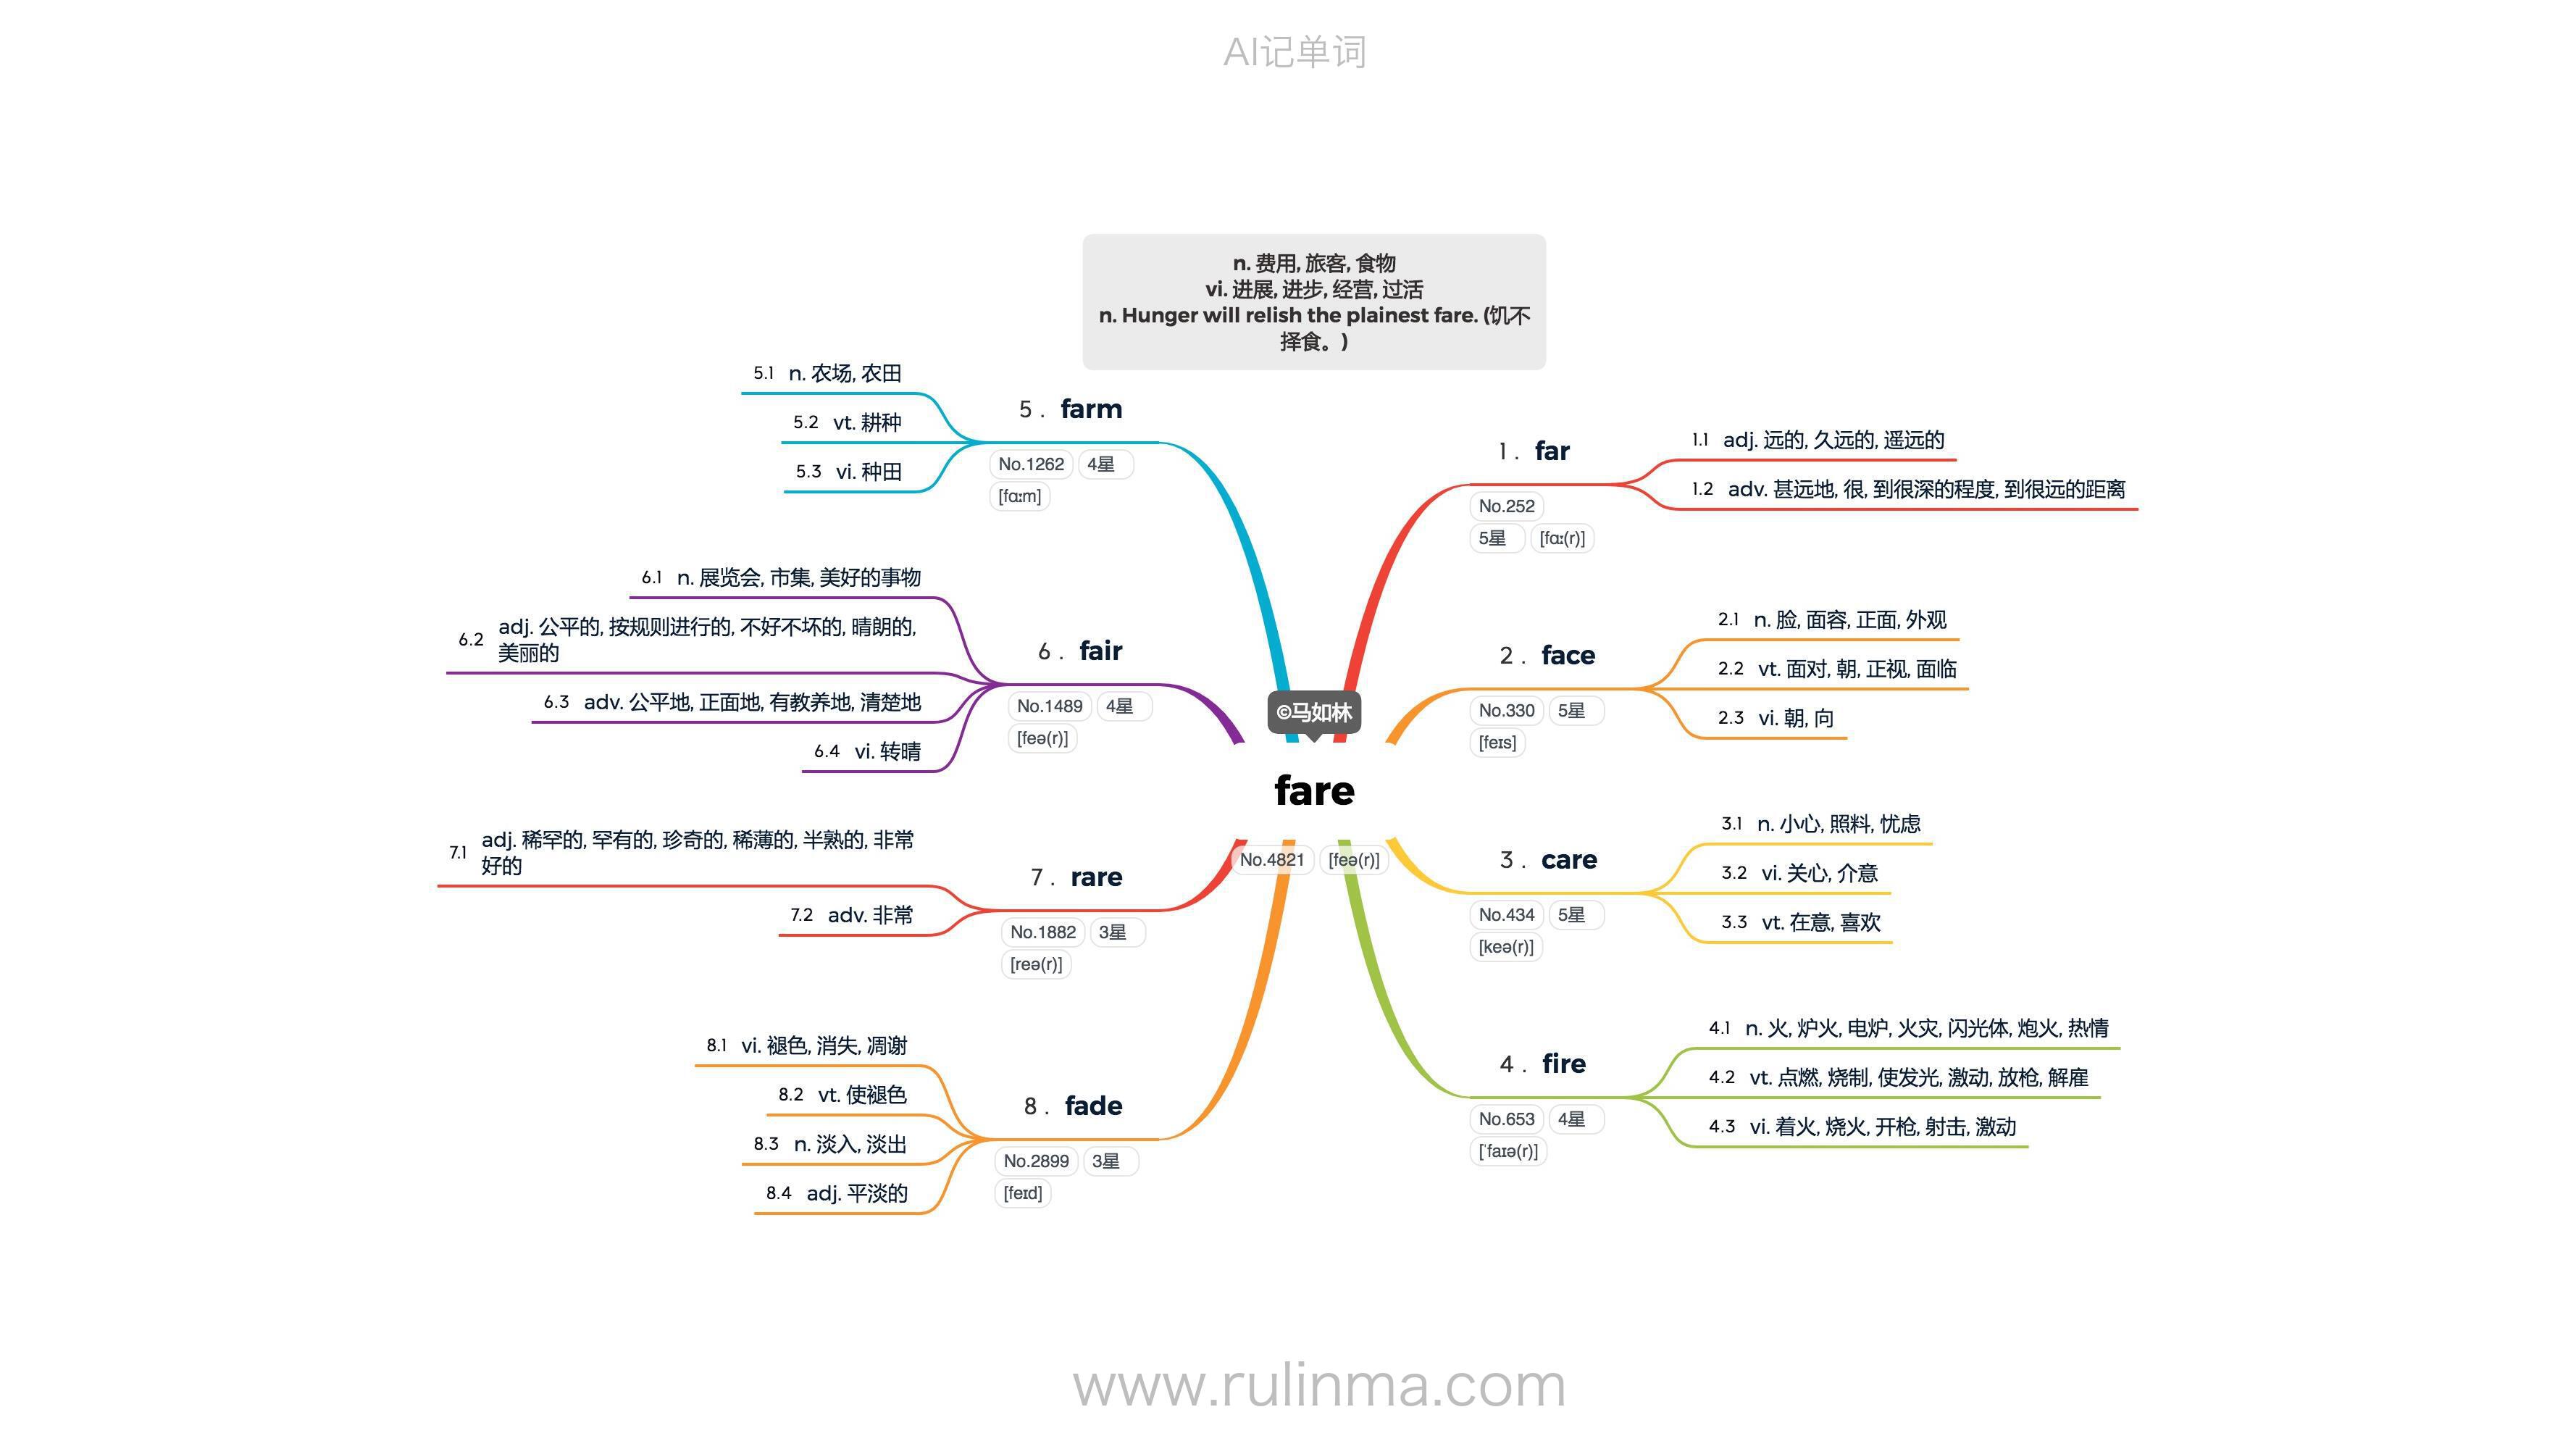 AI记单词
n. 费用, 旅客, 食物
vi. 进展, 进步, 经营, 过活
n. Hunger will relish the plainest fare. (饥不
择食。)
©马如林
fare
No.4821 [feə(r)]
1 . far
No.252
5星 [fɑː(r)]
1.1 adj. 远的, 久远的, 遥远的
1.2 adv. 甚远地, 很, 到很深的程度, 到很远的距离
2 . face
No.330 5星
[feɪs]
2.1 n. 脸, 面容, 正面, 外观
2.2 vt. 面对, 朝, 正视, 面临
2.3 vi. 朝, 向
3 . care
No.434 5星
[keə(r)]
3.1 n. 小心, 照料, 忧虑
3.2 vi. 关心, 介意
3.3 vt. 在意, 喜欢
4 . fire
No.653 4星
[ˈfaɪə(r)]
4.1 n. 火, 炉火, 电炉, 火灾, 闪光体, 炮火, 热情
4.2 vt. 点燃, 烧制, 使发光, 激动, 放枪, 解雇
4.3 vi. 着火, 烧火, 开枪, 射击, 激动
5 . farm
No.1262 4星
[fɑːm]
5.1 n. 农场, 农田
5.2 vt. 耕种
5.3 vi. 种田
6 . fair
No.1489 4星
[feə(r)]
6.1 n. 展览会, 市集, 美好的事物
6.2 adj. 公平的, 按规则进行的, 不好不坏的, 晴朗的,
美丽的
6.3 adv. 公平地, 正面地, 有教养地, 清楚地
6.4 vi. 转晴
7 . rare
No.1882 3星
[reə(r)]
7.1 adj. 稀罕的, 罕有的, 珍奇的, 稀薄的, 半熟的, 非常
好的
7.2 adv. 非常
8 . fade
No.2899 3星
[feɪd]
8.1 vi. 褪色, 消失, 凋谢
8.2 vt. 使褪色
8.3 n. 淡入, 淡出
8.4 adj. 平淡的
www.rulinma.com